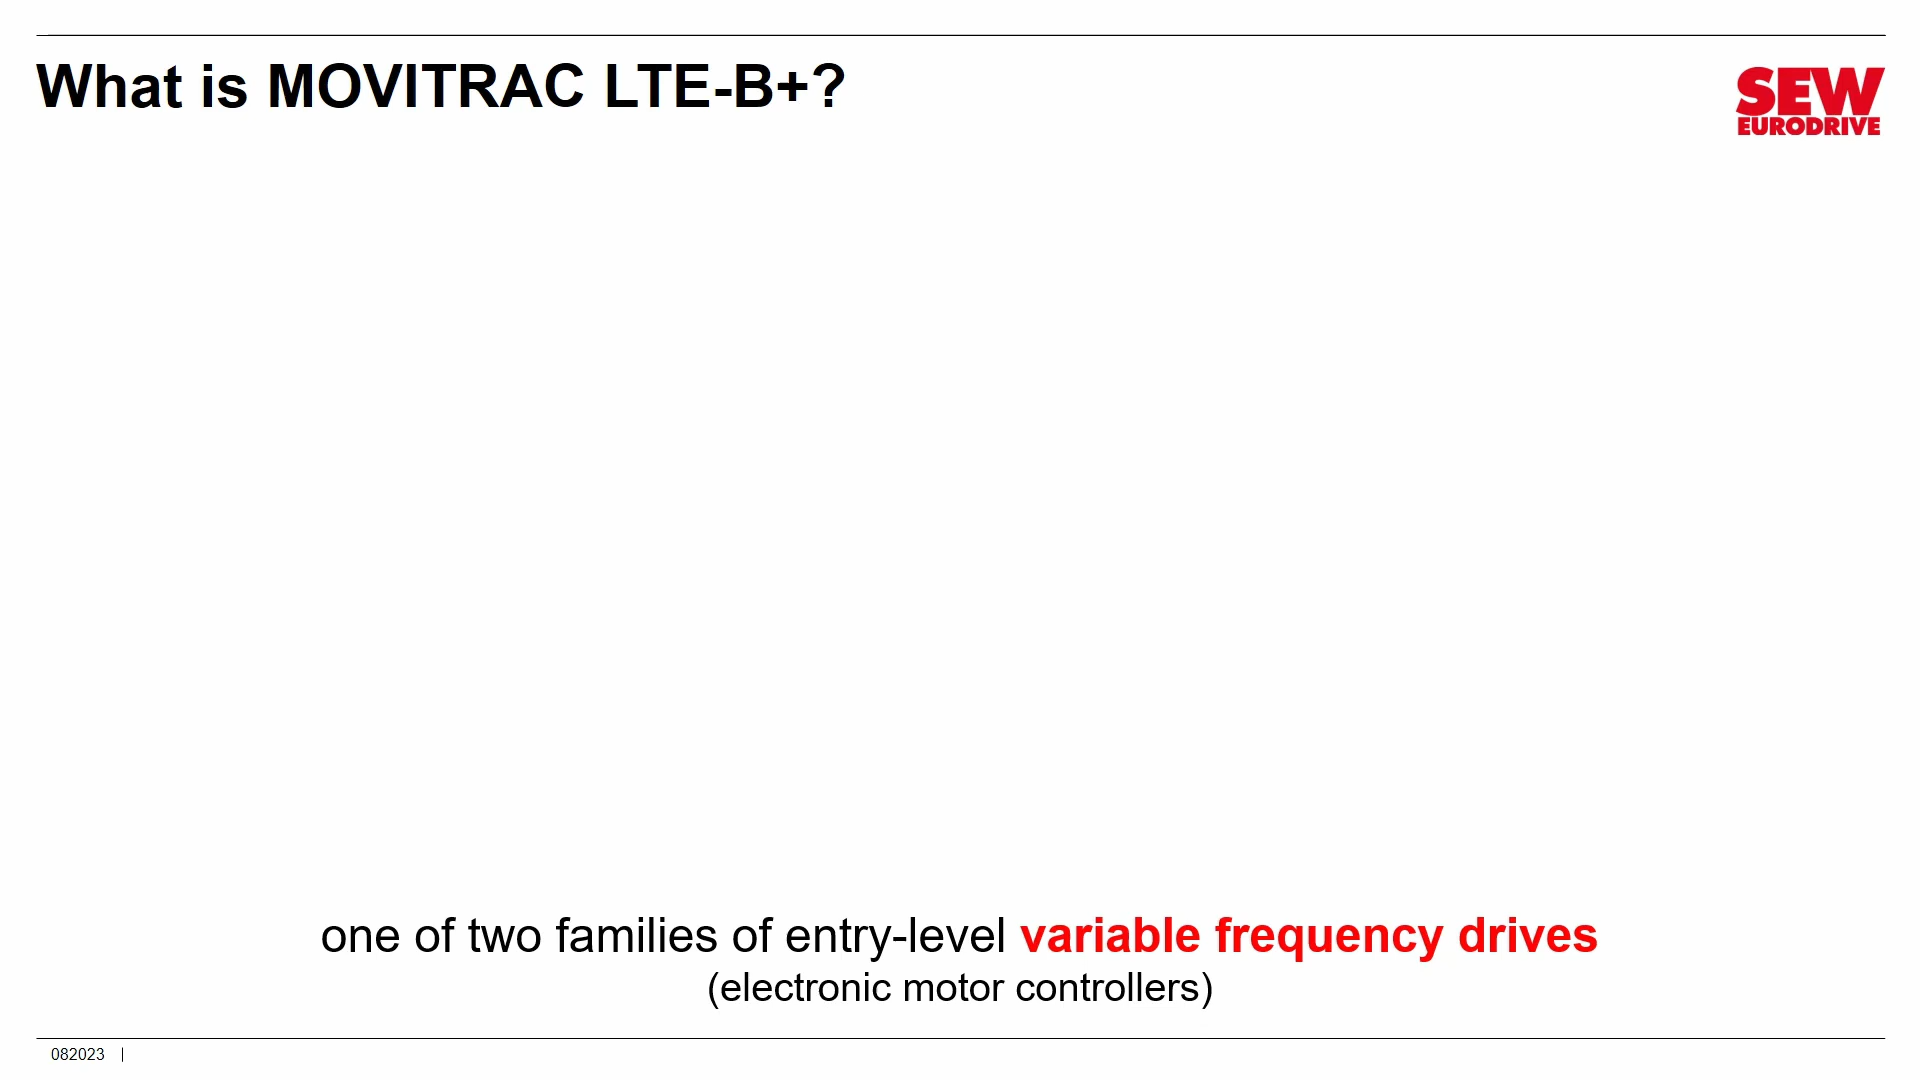 What is MOVITRAC LTE-B+?
SEW
EURODRIVE
one of two families of entry-level variable frequency drives
(electronic motor controllers)
082023 |